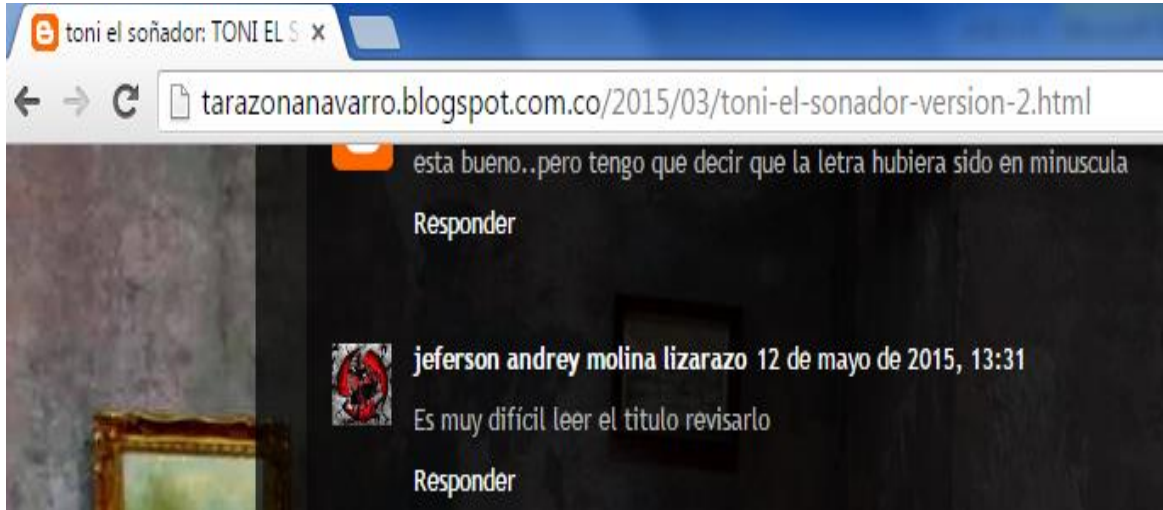 toni el soñador: TONI EL S
tarazonanavarro.blogspot.com.co/2015/03/toni-el-sonador-version-2.html
esta bueno..pero tengo que decir que la letra hubiera sido en minuscula
Responder
jeferson andrey molina lizarazo 12 de mayo de 2015, 13:31
Es muy difícil leer el titulo revisarlo
Responder